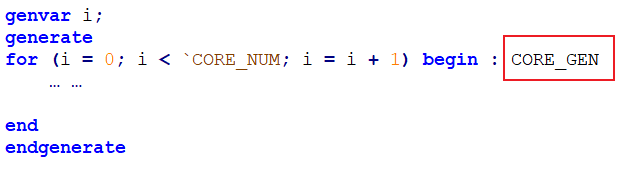 genvar i;
generate
for (i = 0; i < `CORE_NUM; i = i + 1) begin : CORE_GEN
… …
end
endgenerate